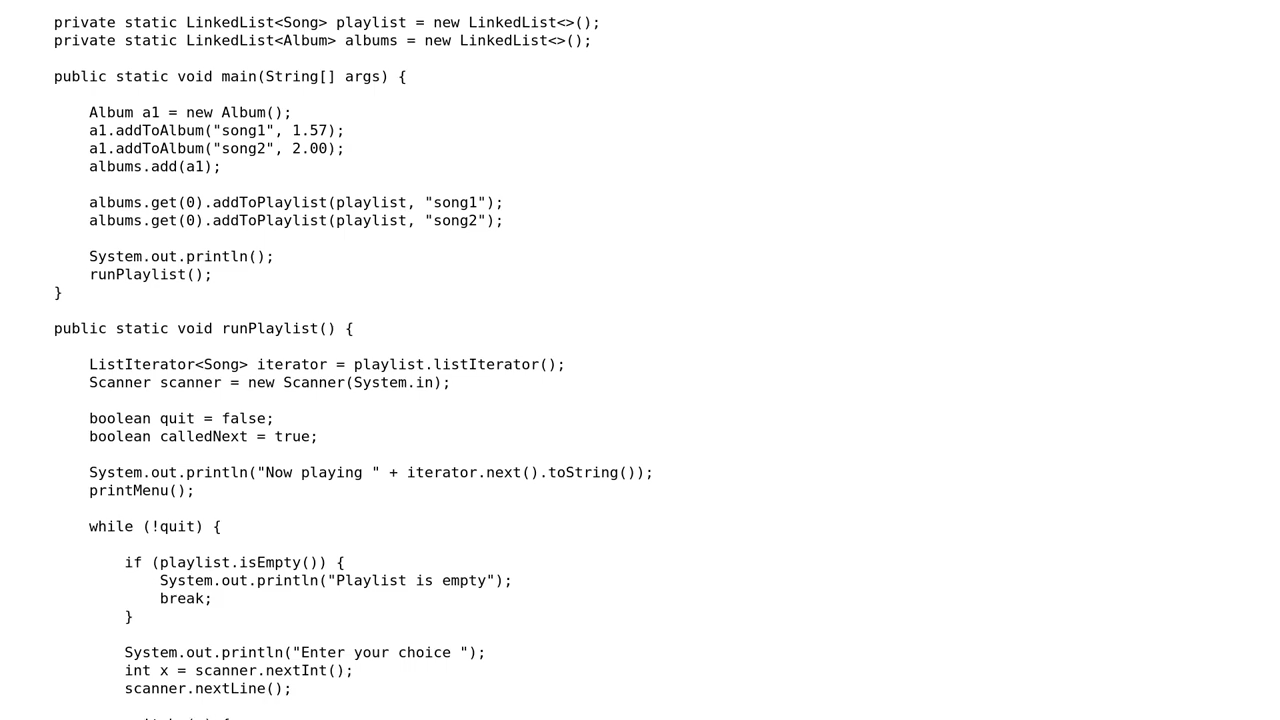 private static LinkedList<Song> playlist = new LinkedList<>();
private static LinkedList<Album> albums = new LinkedList<>();
public static void main(String[] args) {
Album a1 = new Album();
a1.addToAlbum("song1", 1.57);
a1.addToAlbum("song2", 2.00);
albums.add(a1);
albums.get(0).addToPlaylist(playlist, "song1");
albums.get(0).addToPlaylist(playlist, "song2");
System.out.println();
runPlaylist();
}
public static void runPlaylist() {
ListIterator<Song> iterator = playlist.listIterator();
Scanner scanner = new Scanner(System.in);
boolean quit = false;
boolean calledNext = true;
System.out.println("Now playing " + iterator.next().toString());
printMenu();
while (!quit) {
if (playlist.isEmpty()) {
System.out.println("Playlist is empty");
break;
}
System.out.println("Enter your choice ");
int x = scanner.nextInt();
scanner.nextLine();